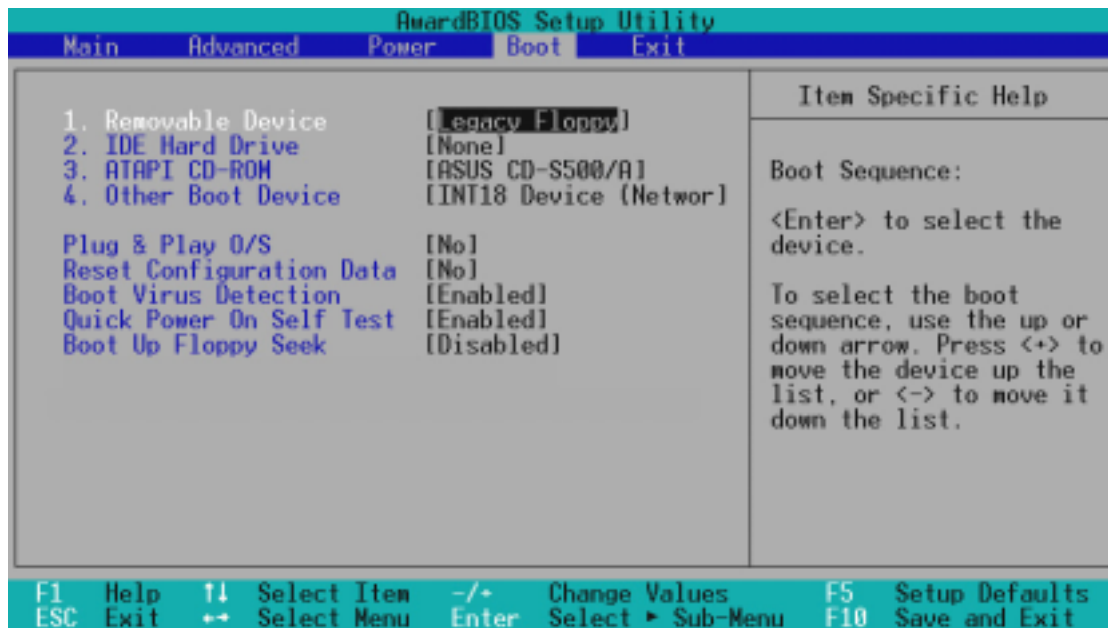 AwardBIOS Setup Utility
Main Advanced Power Boot Exit
1. Removable Device [Legacy Floppy]
2. IDE Hard Drive [None]
3. ATAPI CD-ROM [ASUS CD-S500/A]
4. Other Boot Device [INT18 Device (Networ]
Plug & Play O/S [No]
Reset Configuration Data [No]
Boot Virus Detection [Enabled]
Quick Power On Self Test [Enabled]
Boot Up Floppy Seek [Disabled]
Item Specific Help
Boot Sequence:
<Enter> to select the
device.
To select the boot
sequence, use the up or
down arrow. Press <+> to
move the device up the
list, or <-> to move it
down the list.
F1 Help ↑↓ Select Item -/+ Change Values F5 Setup Defaults
ESC Exit ←→ Select Menu Enter Select ► Sub-Menu F10 Save and Exit